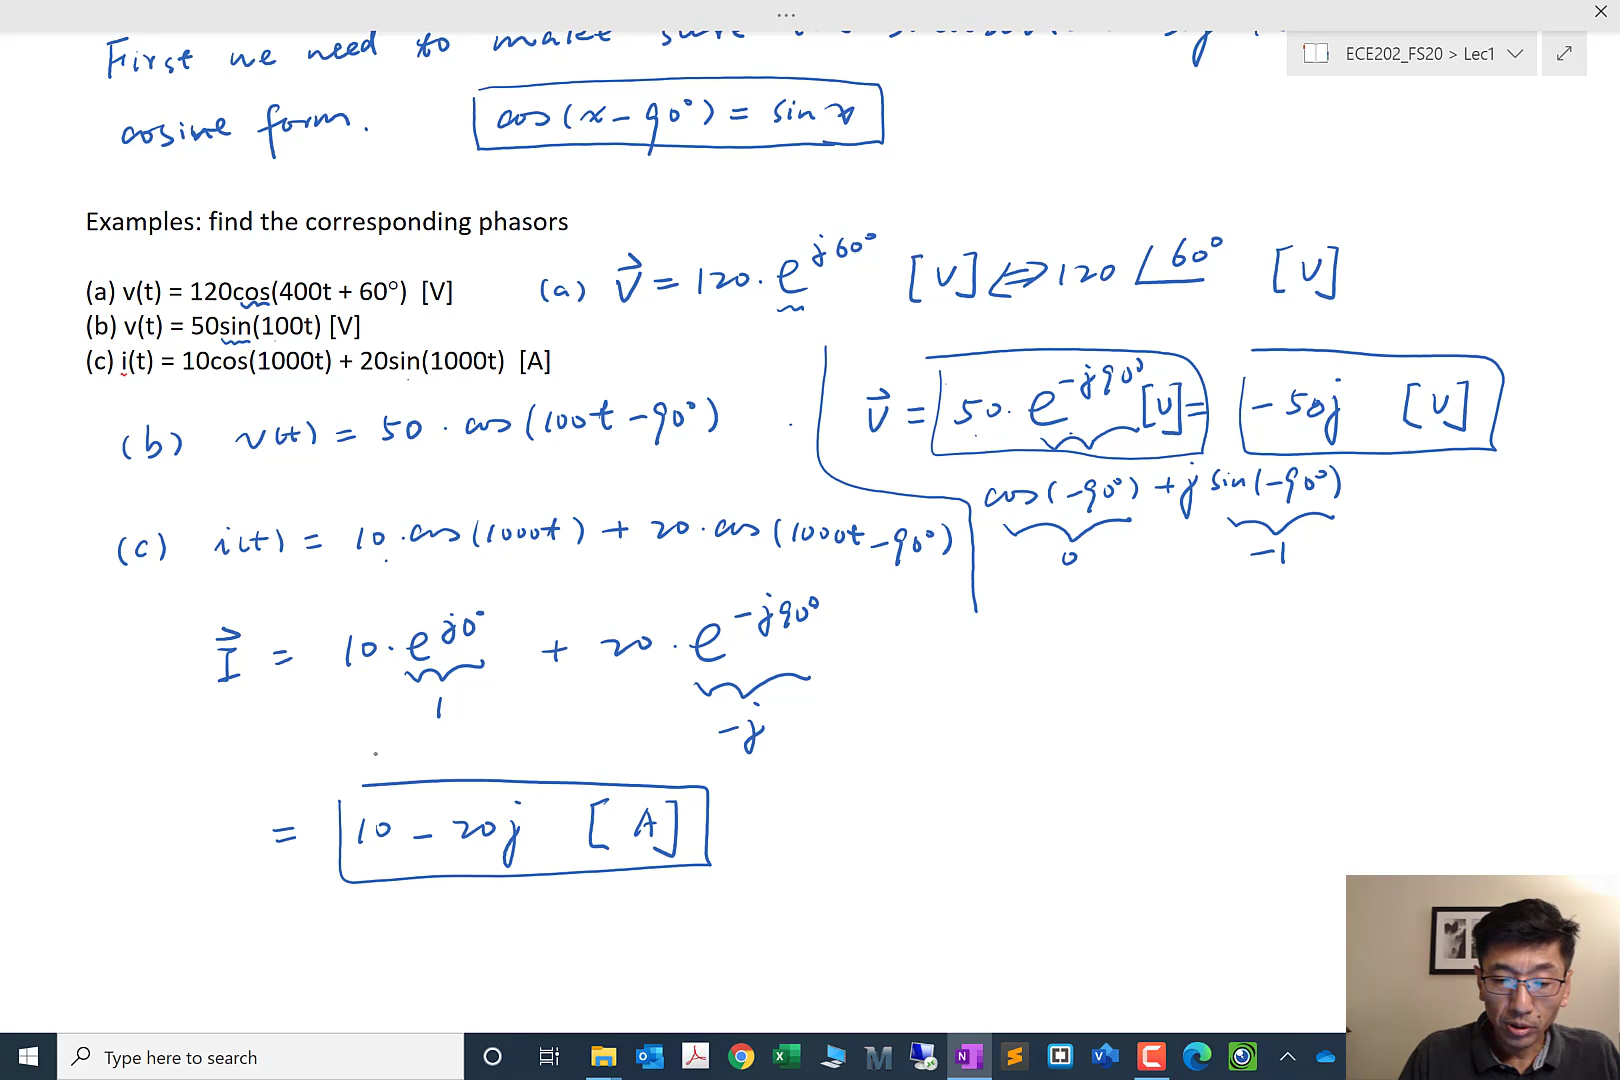 First we need to make sure the
ECE202_FS20 > Lec1
cosine form. cos(x-90°) = sin x
Examples: find the corresponding phasors
(a) v(t) = 120cos(400t + 60°) [V]
(b) v(t) = 50sin(100t) [V]
(c) i(t) = 10cos(1000t) + 20sin(1000t) [A]
(a) V = 120 · e^j60° [V] ⇔ 120 ∠60° [V]
(b) v(t) = 50 · cos(100t - 90°)
V = 50 · e^-j90° [V] = -50j [V]
cos(-90°) + j sin(-90°)
0 -1
(c) i(t) = 10 · cos(1000t) + 20 · cos(1000t - 90°)
I = 10 · e^j0° + 20 · e^-j90°
1 -j
= 10 - 20j [A]
Type here to search